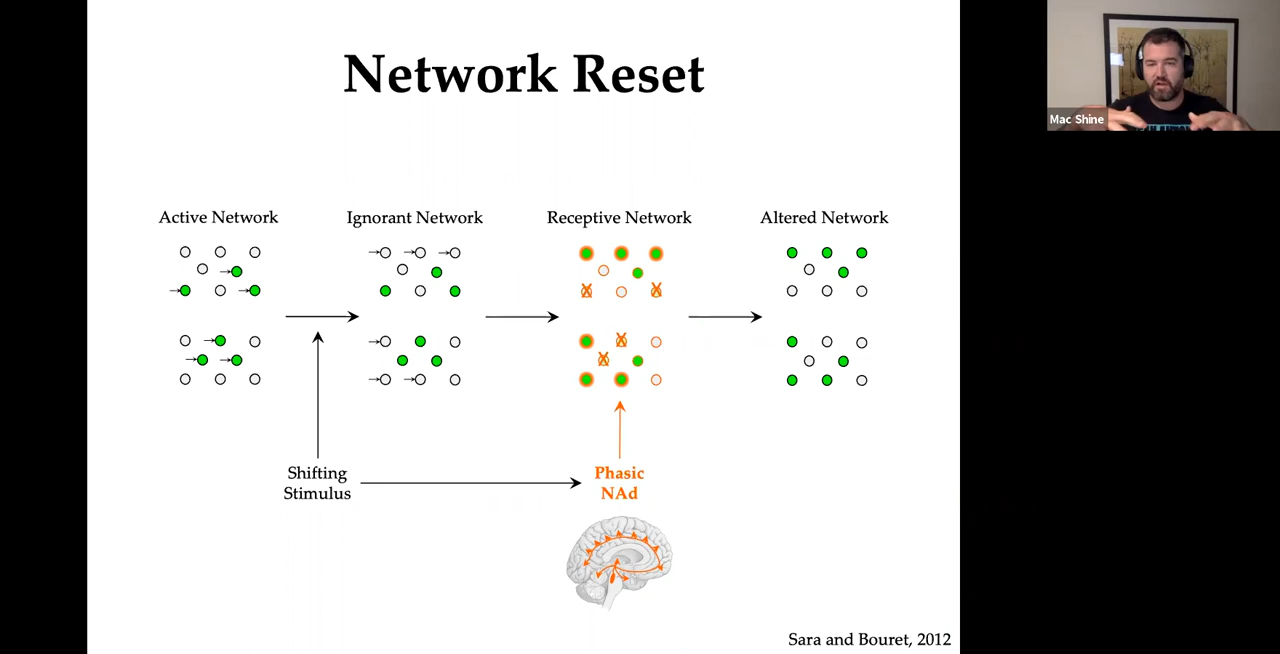 Network Reset
Mac Shine
Active Network
Ignorant Network
Receptive Network
Altered Network
Shifting
Stimulus
Phasic
NAd
Sara and Bouret, 2012